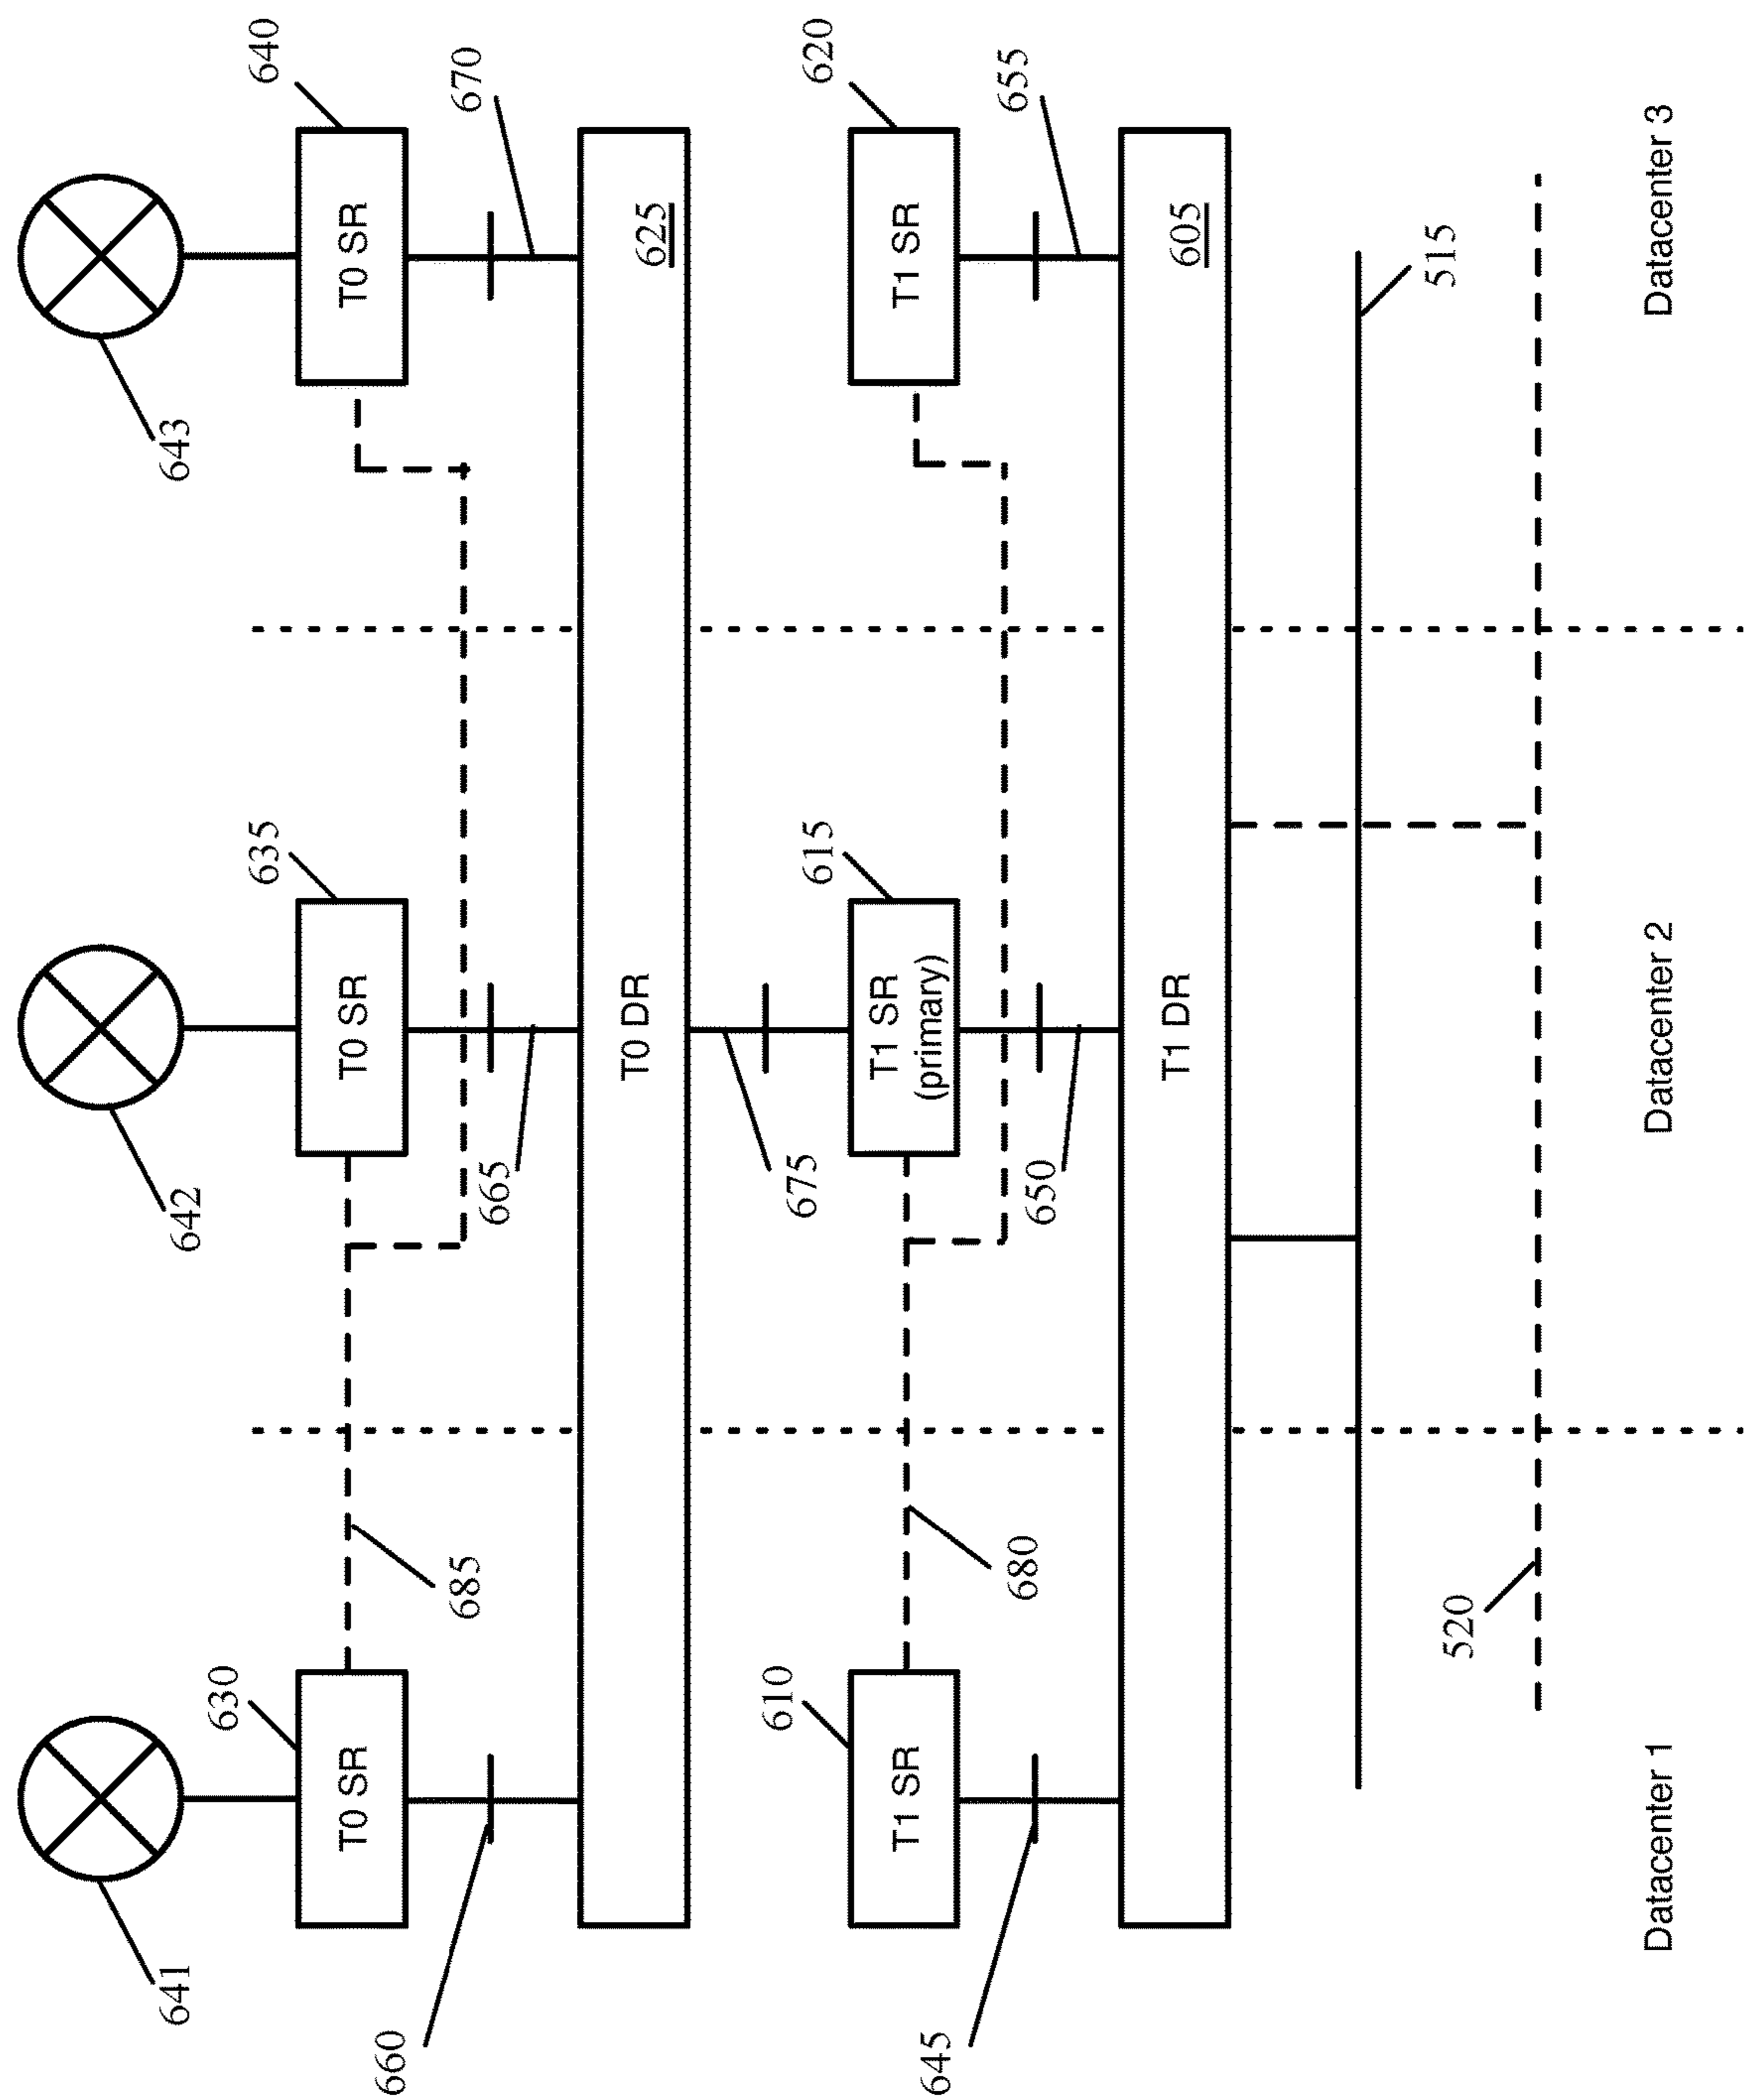 641
642
643
630
635
640
T0 SR
T0 SR
T0 SR
660
685
665
670
T0 DR
625
675
610
615
620
T1 SR
T1 SR
(primary)
T1 SR
645
680
650
655
T1 DR
605
515
520
Datacenter 1
Datacenter 2
Datacenter 3